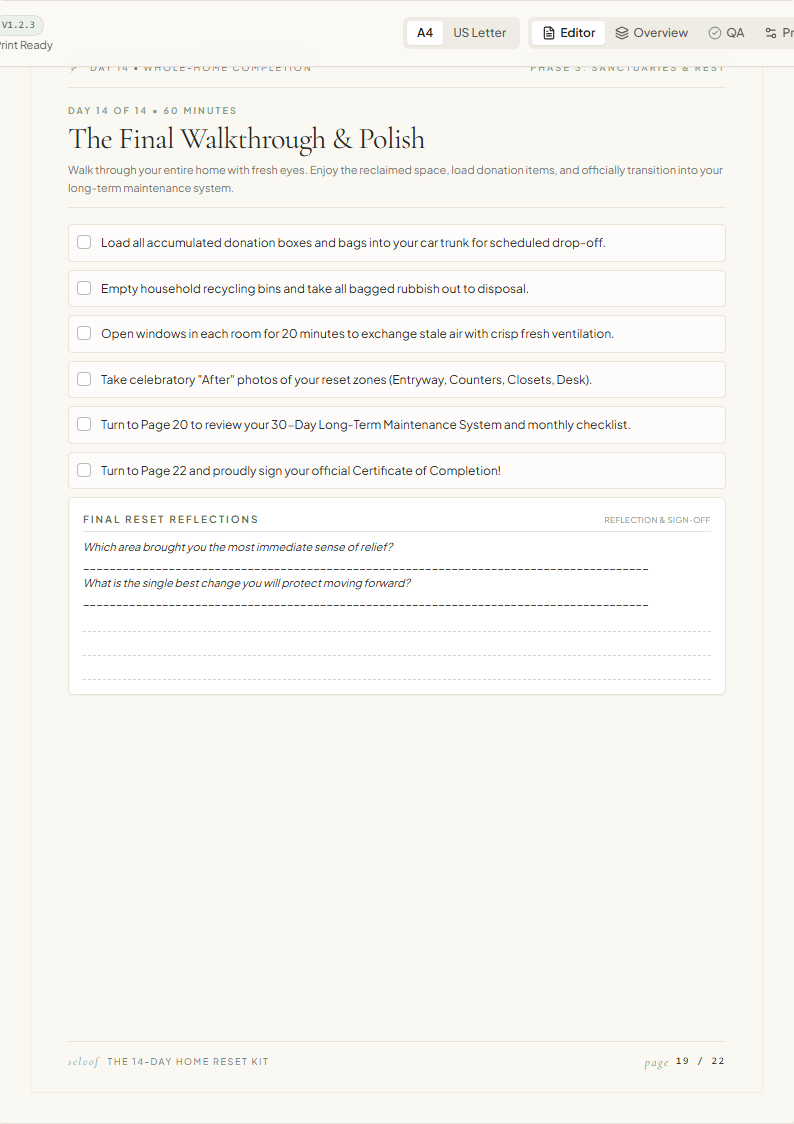 V1.2.3
Print Ready
A4
US Letter
Editor
Overview
QA
DAY 14 • WHOLE-HOME COMPLETION
PHASE 3: SANCTUARIES & REST
DAY 14 OF 14 • 60 MINUTES
The Final Walkthrough & Polish
Walk through your entire home with fresh eyes. Enjoy the reclaimed space, load donation items, and officially transition into your
long-term maintenance system.
Load all accumulated donation boxes and bags into your car trunk for scheduled drop-off.
Empty household recycling bins and take all bagged rubbish out to disposal.
Open windows in each room for 20 minutes to exchange stale air with crisp fresh ventilation.
Take celebratory "After" photos of your reset zones (Entryway, Counters, Closets, Desk).
Turn to Page 20 to review your 30-Day Long-Term Maintenance System and monthly checklist.
Turn to Page 22 and proudly sign your official Certificate of Completion!
FINAL RESET REFLECTIONS
REFLECTION & SIGN-OFF
Which area brought you the most immediate sense of relief?
What is the single best change you will protect moving forward?
selvof THE 14-DAY HOME RESET KIT
page 19 / 22